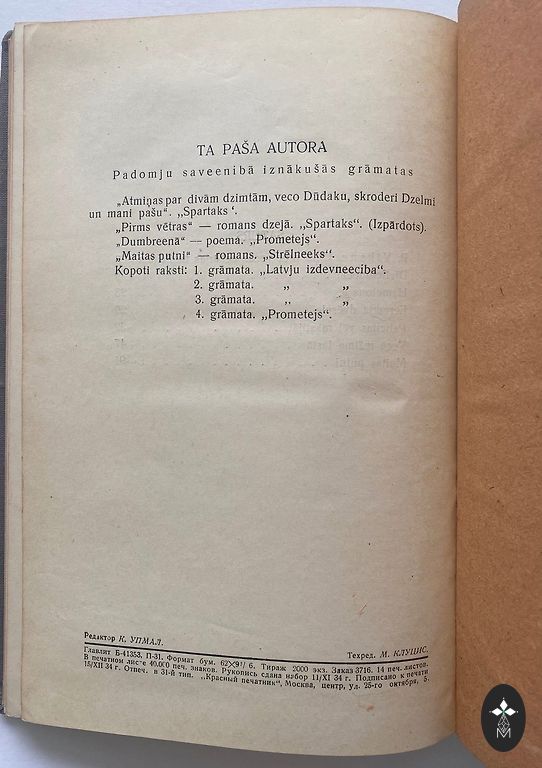 TA PAŠA AUTORA
Padomju saveenibā iznākušās grāmatas
„Atmiņas par divām dzimtām, veco Dūdaku, skroderi Dzelmi
un mani pašu“. „Spartaks‘.
„Pirms vētras“ — romans dzejā. „Spartaks“. (Izpārdots).
„Dumbreenā“ — poema. „Prometejs“.
„Maitas putni“ — romans. „Strēlneeks“.
Kopoti raksti: 1. grāmata. „Latvju izdevneecība“.
2. grāmata. „ „
3. grāmata. „ „
4. grāmata. „Prometejs“.
Редактор К. УПМАЛ.
Техред. М. КЛУЦИС.
Главлит Б-41353. П-31. Формат бум. 62×9¹/ 6. Тираж 2000 экз. Заказ 3716. 14 печ. листов.
В печатном листе 40.000 печ. знаков. Рукопись сдана набор 11/XI 34 г. Подписано к печати
15/XII 34 г. Отпеч. в 31-й тип. „Красный печатник“, Москва, центр, ул. 25-го октября, 5.
M